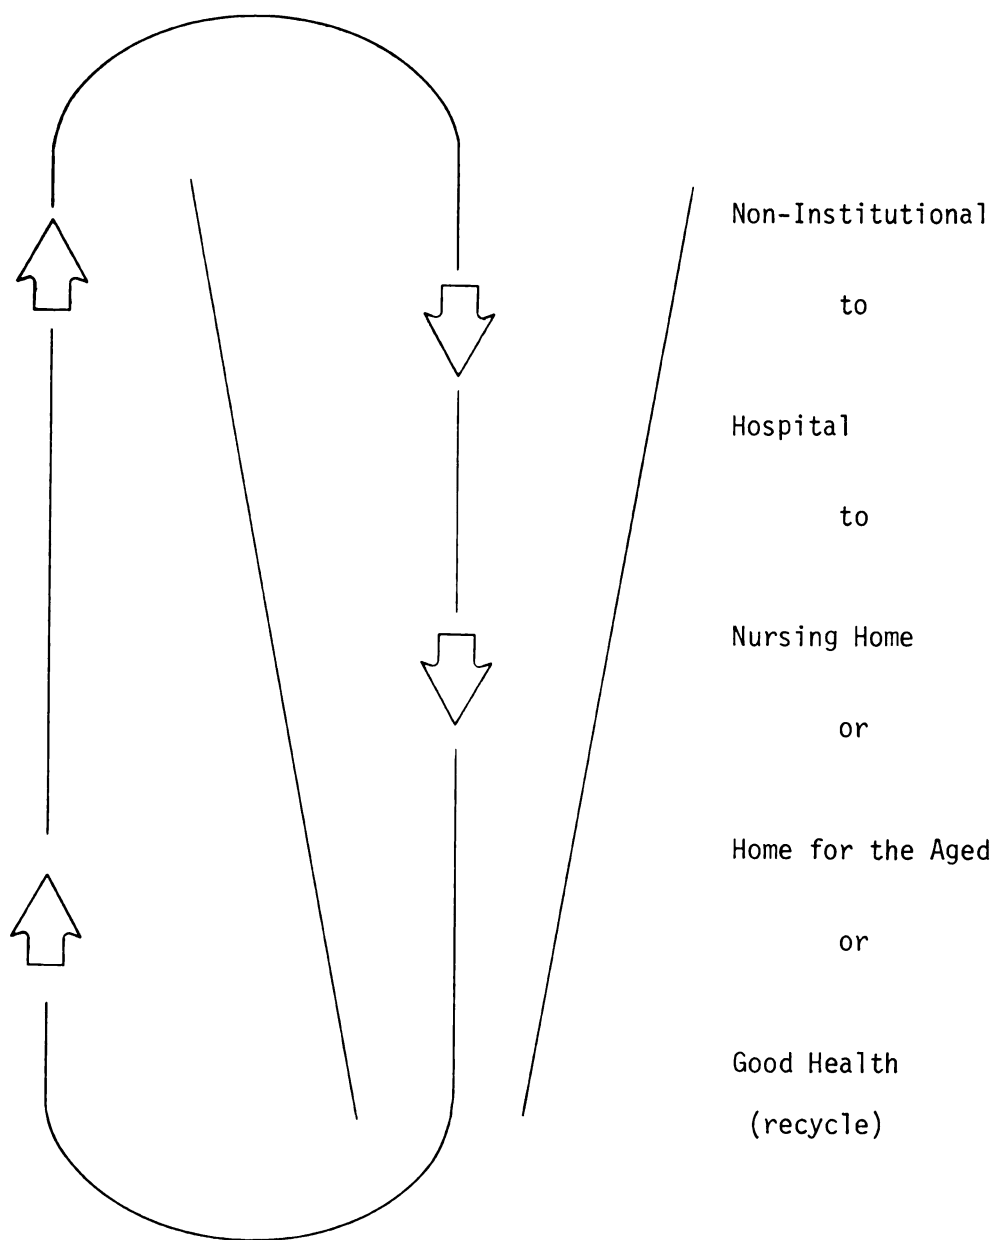 Non-Institutional
to
Hospital
to
Nursing Home
or
Home for the Aged
or
Good Health
(recycle)